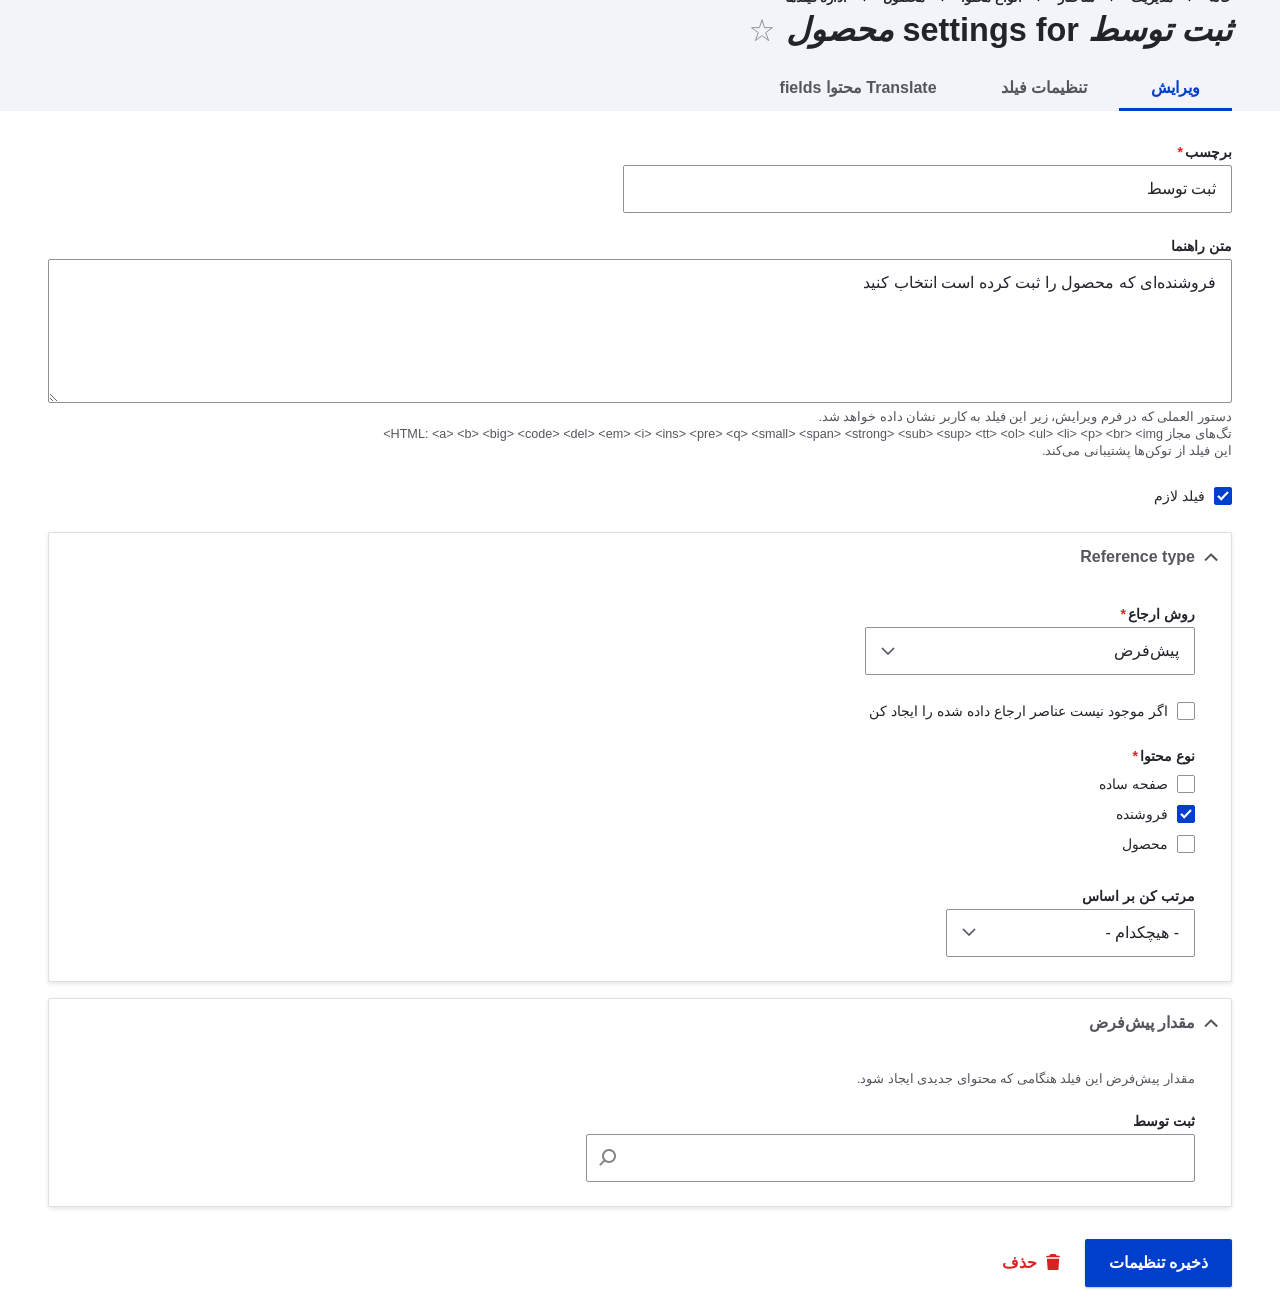 ثبت توسط settings for محصول ☆
ویرایش
تنظیمات فیلد
Translate محتوا fields
برچسب*
ثبت توسط
متن راهنما
فروشنده‌ای که محصول را ثبت کرده است انتخاب کنید
دستور العملی که در فرم ویرایش، زیر این فیلد به کاربر نشان داده خواهد شد.
تگ‌های مجاز HTML: <a> <b> <big> <code> <del> <em> <i> <ins> <pre> <q> <small> <span> <strong> <sub> <sup> <tt> <ol> <ul> <li> <p> <br> <img>
این فیلد از توکن‌ها پشتیبانی می‌کند.
فیلد لازم
Reference type
روش ارجاع*
پیش‌فرض
اگر موجود نیست عناصر ارجاع داده شده را ایجاد کن
نوع محتوا*
صفحه ساده
فروشنده
محصول
مرتب کن بر اساس
- هیچکدام -
مقدار پیش‌فرض
مقدار پیش‌فرض این فیلد هنگامی که محتوای جدیدی ایجاد شود.
ثبت توسط
ذخیره تنظیمات
حذف